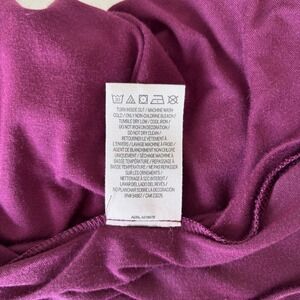 TURN INSIDE OUT / MACHINE WASH
COLD / ONLY NON-CHLORINE BLEACH /
TUMBLE DRY LOW / COOL IRON /
DO NOT IRON DECORATION /
DO NOT DRY CLEAN /
RETOURNER LE VÊTEMENT À
L'ENVERS / LAVAGE MACHINE À FROID /
AGENT DE BLANCHIMENT NON CHLORÉ
UNIQUEMENT / SÉCHER MACHINE À
BASSE TEMPÉRATURE / REPASSER À
BASSE TEMPÉRATURE / NE PAS REPASSER
SUR LES ORNEMENTS /
NETTOYAGE À SEC INTERDIT /
LAVAR DEL LADO DEL REVÉS /
NO PLANCHAR SOBRE LA DECORACIÓN